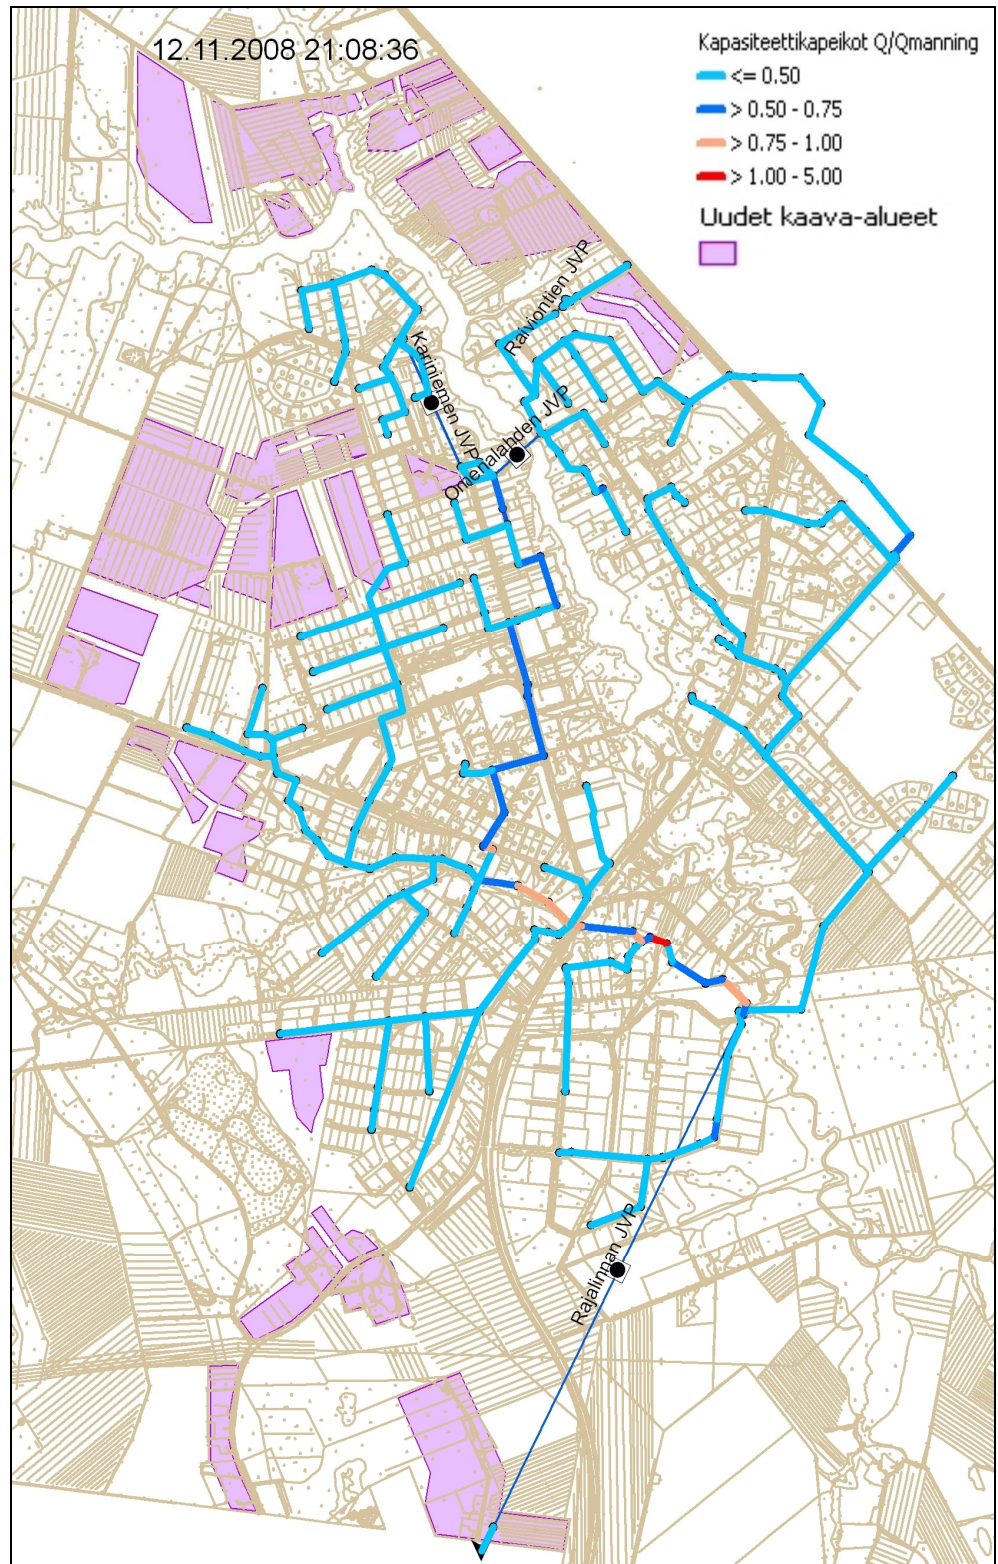 12.11.2008 21:08:36
Kapasiteettikapeikot Q/Qmanning
<= 0.50
> 0.50 - 0.75
> 0.75 - 1.00
> 1.00 - 5.00
Uudet kaava-alueet
Raiviontien JVP
Kariniemen JVP
Omenalahden JVP
Rajalinnan JVP